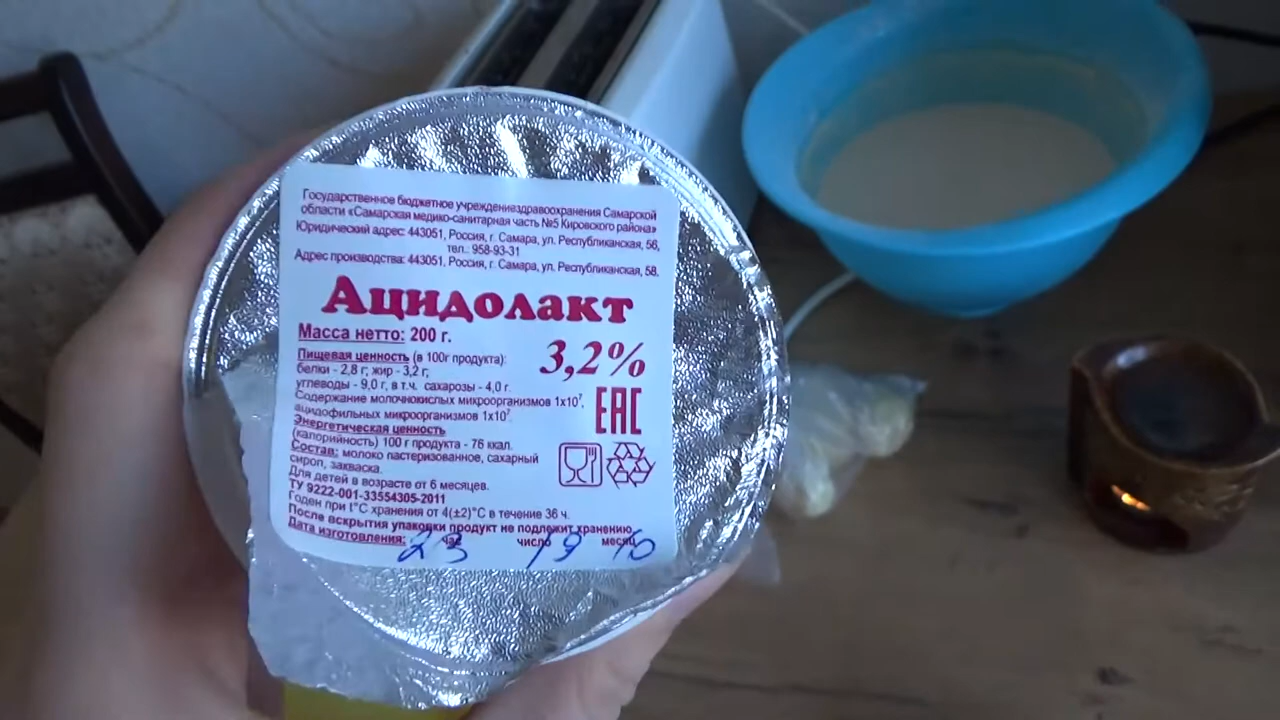 Государственное бюджетное учреждениездравоохранения Самарской
области «Самарская медико-санитарная часть №5 Кировского района»
Юридический адрес: 443051, Россия, г. Самара, ул. Республиканская, 56,
тел.: 958-93-31
Адрес производства: 443051, Россия, г. Самара, ул. Республиканская, 58,
Ацидолакт
Масса нетто: 200 г.
3,2%
Пищевая ценность (в 100г продукта):
белки - 2,8 г; жир - 3,2 г;
углеводы - 9,0 г, в т.ч. сахарозы - 4,0 г.
Содержание молочнокислых микроорганизмов 1x10⁷,
ацидофильных микроорганизмов 1x10⁷.
Энергетическая ценность
(калорийность) 100 г продукта - 76 ккал.
Состав: молоко пастеризованное, сахарный
сироп, закваска.
ЕАС
Для детей в возрасте от 6 месяцев.
ТУ 9222-001-33554305-2011
Годен при t°С хранения от 4(±2)°С в течение 36 ч.
После вскрытия упаковки продукт не подлежит хранению
Дата изготовления: 23 час 19 число 10 месяц